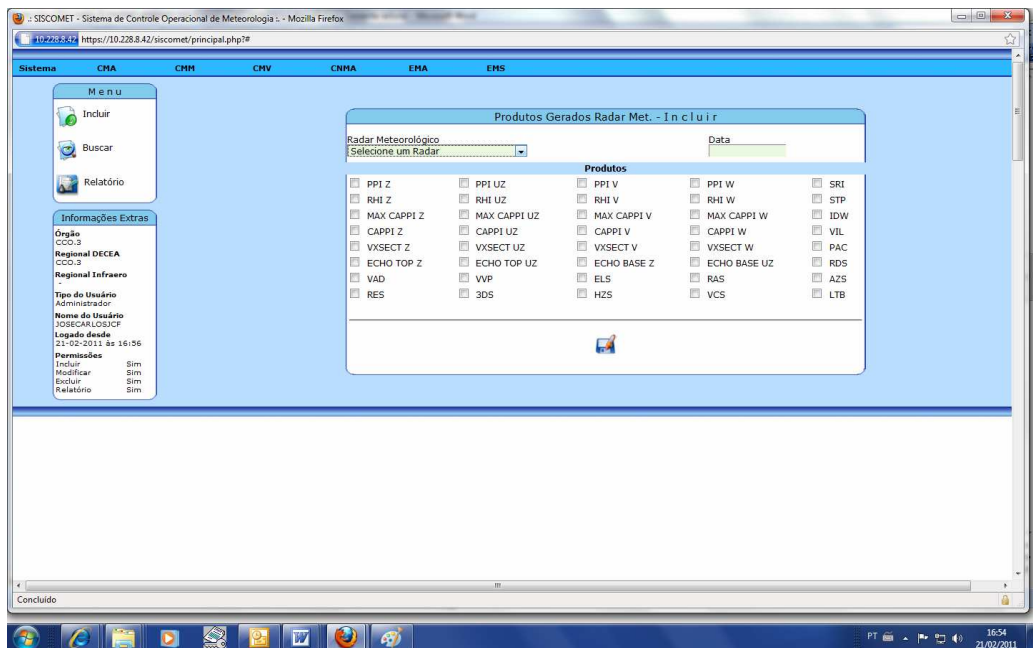 .: SISCOMET - Sistema de Controle Operacional de Meteorologia :. - Mozilla Firefox
10.228.8.42 https://10.228.8.42/siscomet/principal.php?#
Sistema CMA CMM CMV CNMA EMA EMS
Menu
Incluir
Buscar
Relatório
Informações Extras
Órgão
CCO.3
Regional DECEA
CCO.3
Regional Infraero
-
Tipo do Usuário
Administrador
Nome do Usuário
JOSECARLOSJCF
Logado desde
21-02-2011 às 16:56
Permissões
Incluir Sim
Modificar Sim
Excluir Sim
Relatório Sim
Produtos Gerados Radar Met. - Incluir
Radar Meteorológico Data
Selecione um Radar
Produtos
PPI Z PPI UZ PPI V PPI W SRI
RHI Z RHI UZ RHI V RHI W STP
MAX CAPPI Z MAX CAPPI UZ MAX CAPPI V MAX CAPPI W IDW
CAPPI Z CAPPI UZ CAPPI V CAPPI W VIL
VXSECT Z VXSECT UZ VXSECT V VXSECT W PAC
ECHO TOP Z ECHO TOP UZ ECHO BASE Z ECHO BASE UZ RDS
VAD VVP ELS RAS AZS
RES 3DS HZS VCS LTB
Concluído
PT 16:54
21/02/2011